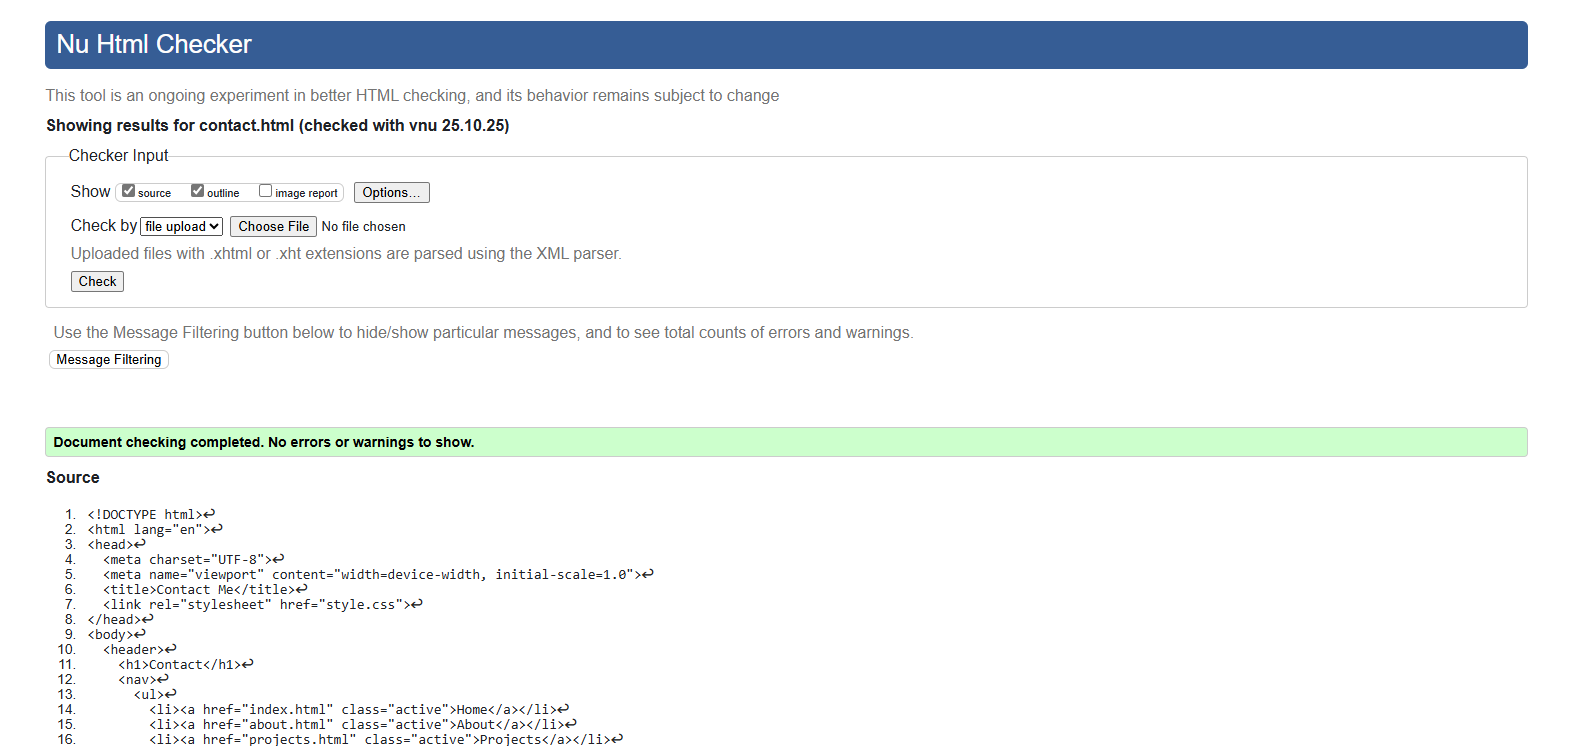 Nu Html Checker
This tool is an ongoing experiment in better HTML checking, and its behavior remains subject to change
Showing results for contact.html (checked with vnu 25.10.25)
Checker Input
Show source outline image report Options...
Check by file upload Choose File No file chosen
Uploaded files with .xhtml or .xht extensions are parsed using the XML parser.
Check
Use the Message Filtering button below to hide/show particular messages, and to see total counts of errors and warnings.
Message Filtering
Document checking completed. No errors or warnings to show.
Source
1. <!DOCTYPE html>↩
2. <html lang="en">↩
3. <head>↩
4. <meta charset="UTF-8">↩
5. <meta name="viewport" content="width=device-width, initial-scale=1.0">↩
6. <title>Contact Me</title>↩
7. <link rel="stylesheet" href="style.css">↩
8. </head>↩
9. <body>↩
10. <header>↩
11. <h1>Contact</h1>↩
12. <nav>↩
13. <ul>↩
14. <li><a href="index.html" class="active">Home</a></li>↩
15. <li><a href="about.html" class="active">About</a></li>↩
16. <li><a href="projects.html" class="active">Projects</a></li>↩